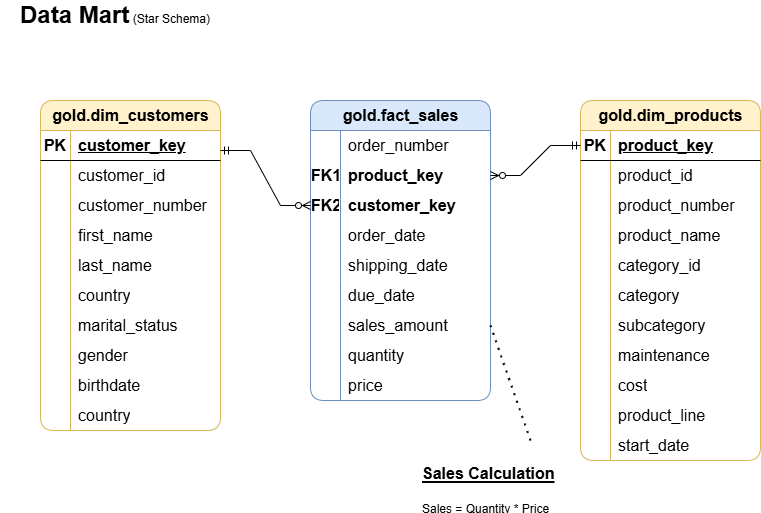 Data Mart (Star Schema)
gold.dim_customers
PK customer_key
customer_id
customer_number
first_name
last_name
country
marital_status
gender
birthdate
country
gold.fact_sales
order_number
FK1 product_key
FK2 customer_key
order_date
shipping_date
due_date
sales_amount
quantity
price
gold.dim_products
PK product_key
product_id
product_number
product_name
category_id
category
subcategory
maintenance
cost
product_line
start_date
Sales Calculation
Sales = Quantity * Price